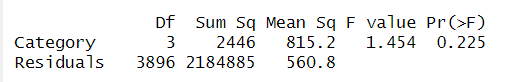 Df Sum Sq Mean Sq F value Pr(>F)
Category 3 2446 815.2 1.454 0.225
Residuals 3896 2184885 560.8